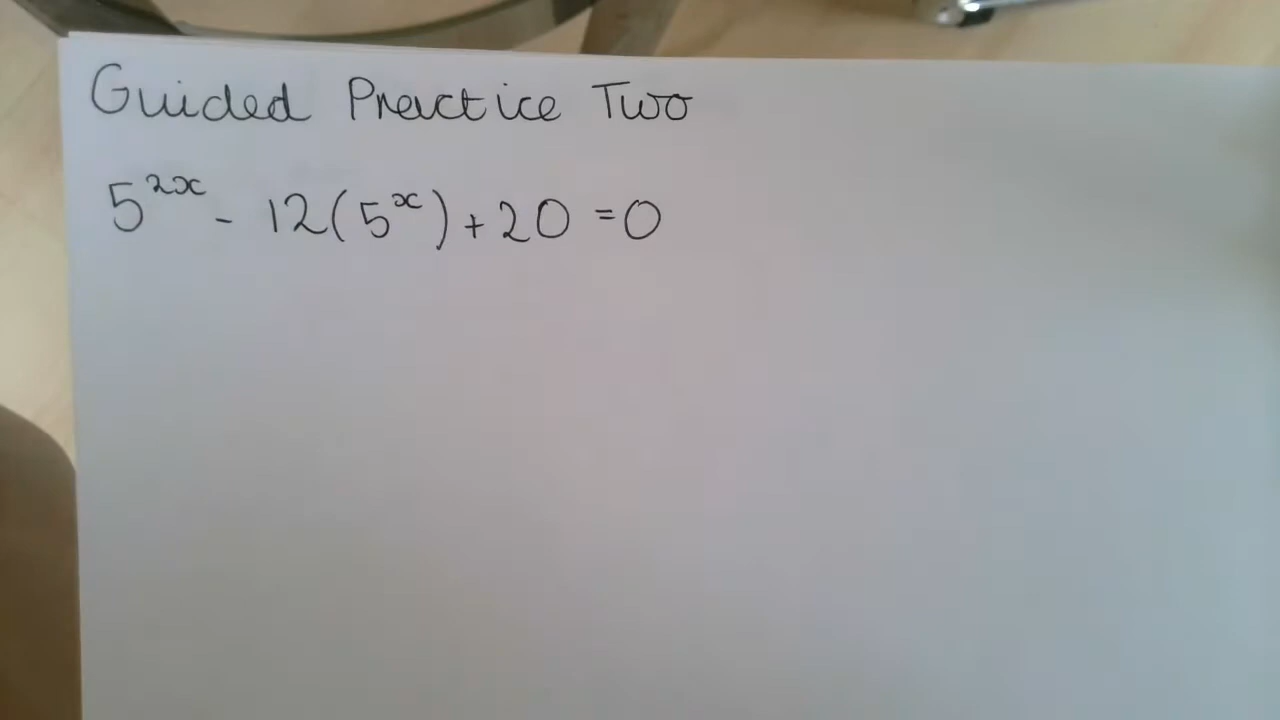 Guided Practice Two
5^{2x} - 12(5^x) + 20 = 0